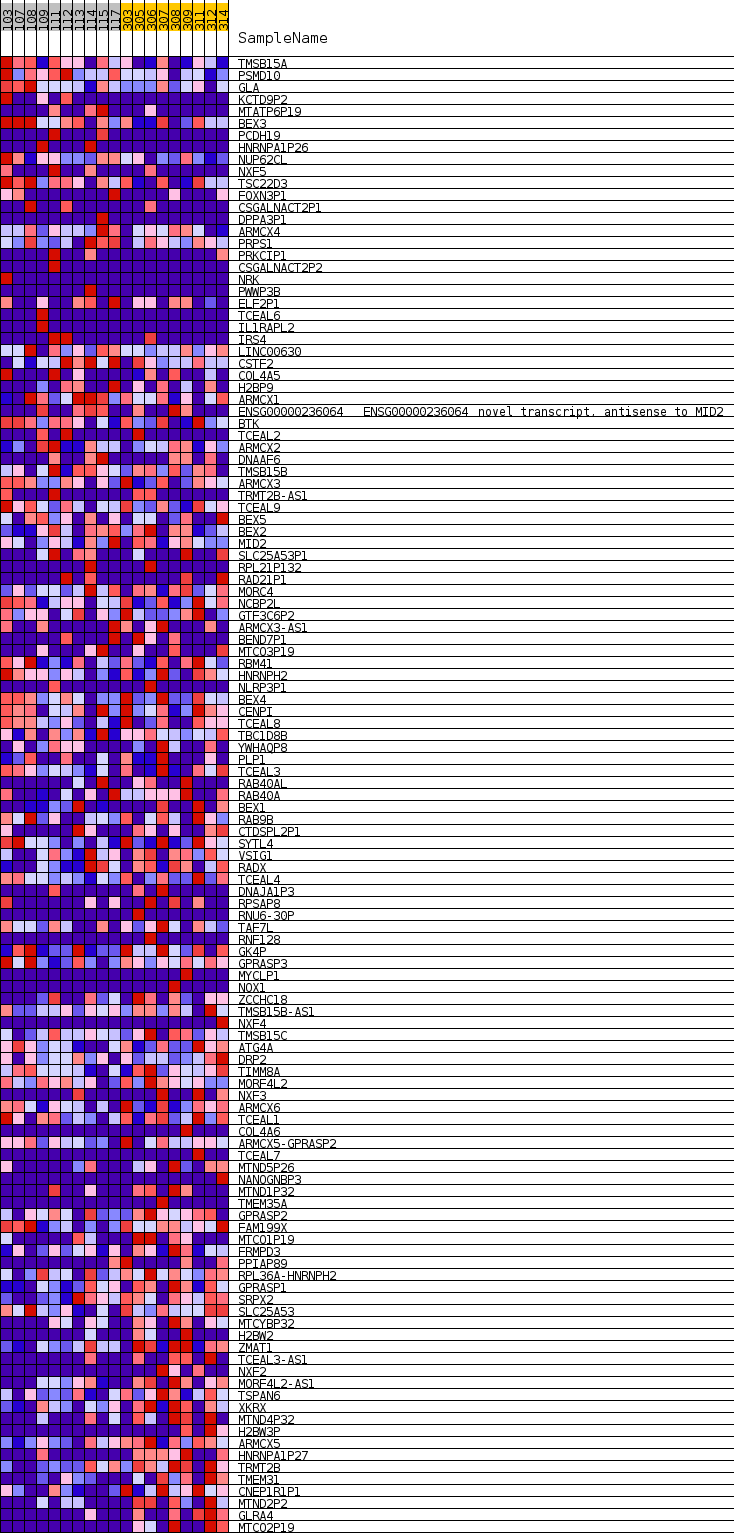 103 107 108 109 111 112 113 114 115 117 303 305 306 307 308 309 311 312 314
SampleName
TMSB15A
PSMD10
GLA
KCTD9P2
MTATP6P19
BEX3
PCDH19
HNRNPA1P26
NUP62CL
NXF5
TSC22D3
FOXN3P1
CSGALNACT2P1
DPPA3P1
ARMCX4
PRPS1
PRKCIP1
CSGALNACT2P2
NRK
PWWP3B
ELF2P1
TCEAL6
IL1RAPL2
IRS4
LINC00630
CSTF2
COL4A5
H2BP9
ARMCX1
ENSG00000236064 ENSG00000236064 novel transcript, antisense to MID2
BTK
TCEAL2
ARMCX2
DNAAF6
TMSB15B
ARMCX3
TRMT2B-AS1
TCEAL9
BEX5
BEX2
MID2
SLC25A53P1
RPL21P132
RAD21P1
MORC4
NCBP2L
GTF3C6P2
ARMCX3-AS1
BEND7P1
MTCO3P19
RBM41
HNRNPH2
NLRP3P1
BEX4
CENPI
TCEAL8
TBC1D8B
YWHAQP8
PLP1
TCEAL3
RAB40AL
RAB40A
BEX1
RAB9B
CTDSPL2P1
SYTL4
VSIG1
RADX
TCEAL4
DNAJA1P3
RPSAP8
RNU6-30P
TAF7L
RNF128
GK4P
GPRASP3
MYCLP1
NOX1
ZCCHC18
TMSB15B-AS1
NXF4
TMSB15C
ATG4A
DRP2
TIMM8A
MORF4L2
NXF3
ARMCX6
TCEAL1
COL4A6
ARMCX5-GPRASP2
TCEAL7
MTND5P26
NANOGNBP3
MTND1P32
TMEM35A
GPRASP2
FAM199X
MTCO1P19
FRMPD3
PPIAP89
RPL36A-HNRNPH2
GPRASP1
SRPX2
SLC25A53
MTCYBP32
H2BW2
ZMAT1
TCEAL3-AS1
NXF2
MORF4L2-AS1
TSPAN6
XKRX
MTND4P32
H2BW3P
ARMCX5
HNRNPA1P27
TRMT2B
TMEM31
CNEP1R1P1
MTND2P2
GLRA4
MTCO2P19